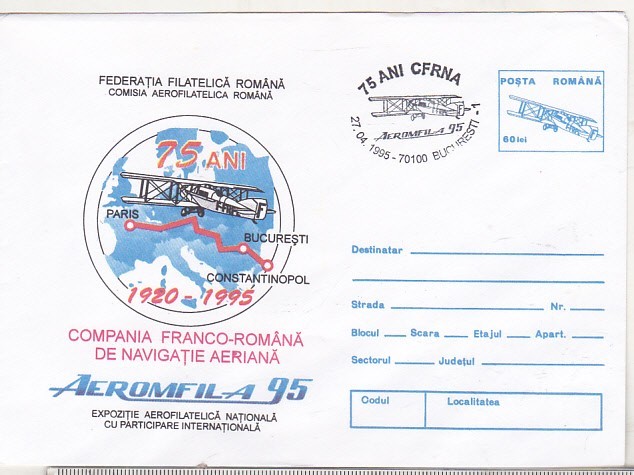 FEDERAȚIA FILATELICĂ ROMÂNĂ
COMISIA AEROFILATELICA ROMÂNĂ
75 ANI
PARIS
BUCUREȘTI
CONSTANTINOPOL
1920 - 1995
COMPANIA FRANCO-ROMÂNĂ
DE NAVIGAȚIE AERIANĂ
AEROMFILA 95
EXPOZIȚIE AEROFILATELICĂ NAȚIONALĂ
CU PARTICIPARE INTERNAȚIONALĂ
75 ANI CFRNA
AEROMFILA 95
27. 04. 1995 - 70100 BUCUREȘTI - 1
POȘTA ROMÂNĂ
60 lei
Destinatar
Strada Nr.
Blocul Scara Etajul Apart.
Sectorul Județul
Codul Localitatea